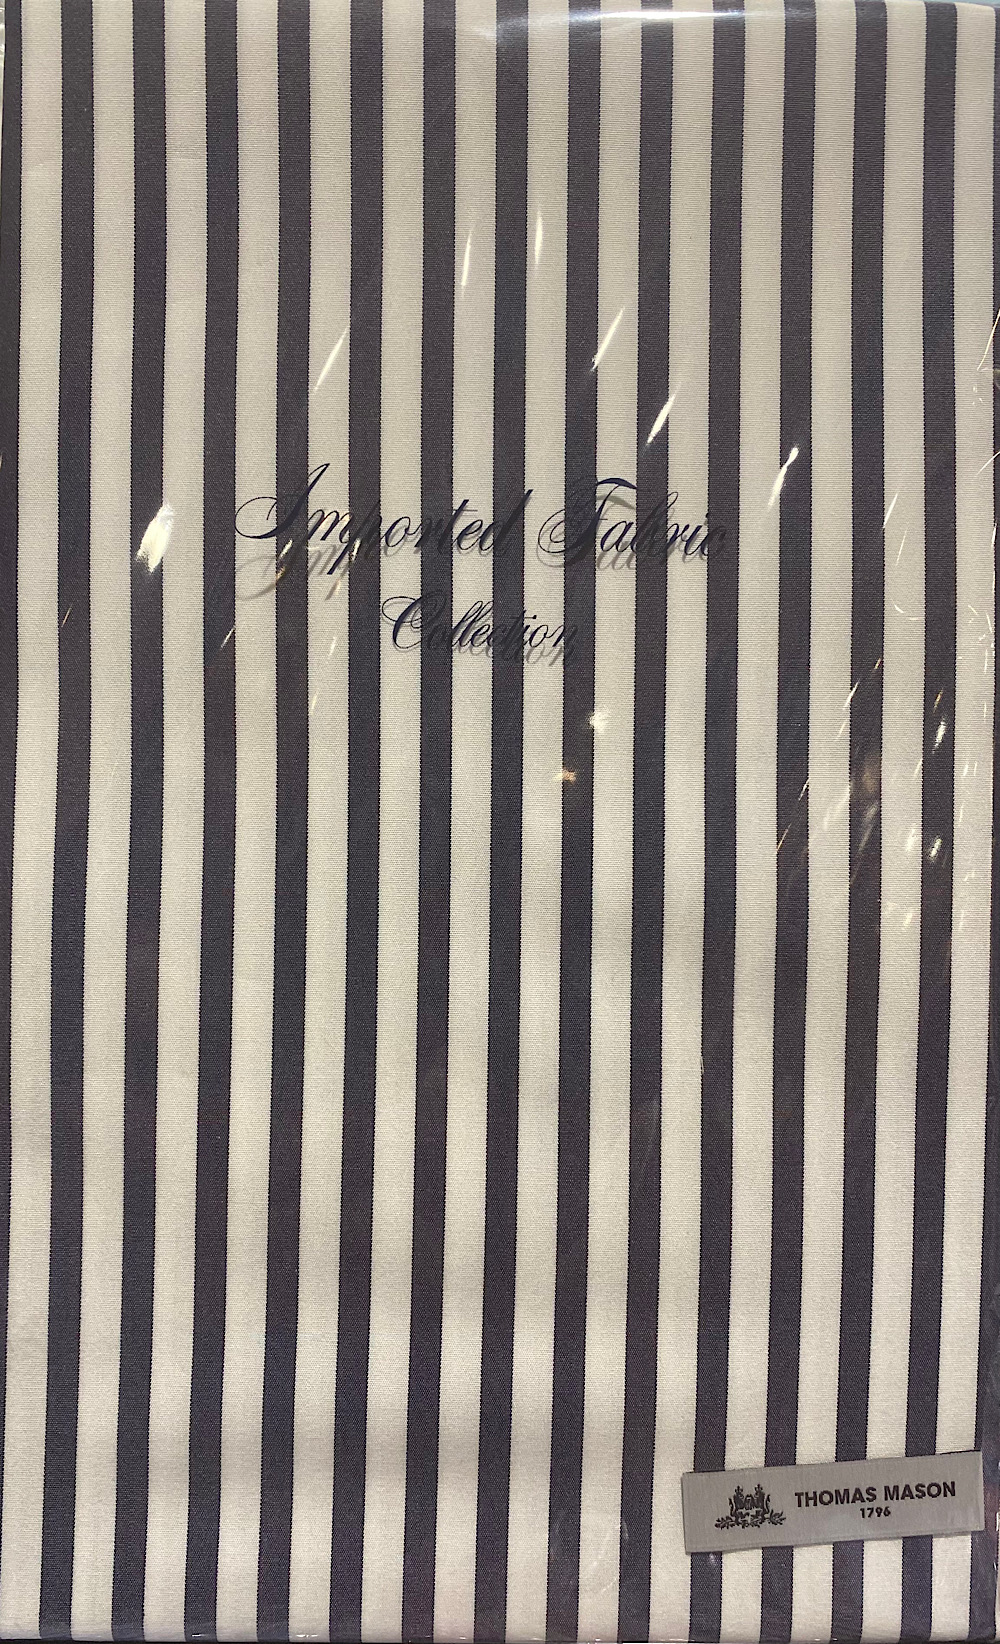 Imported Fabric
Collection
THOMAS MASON
1796